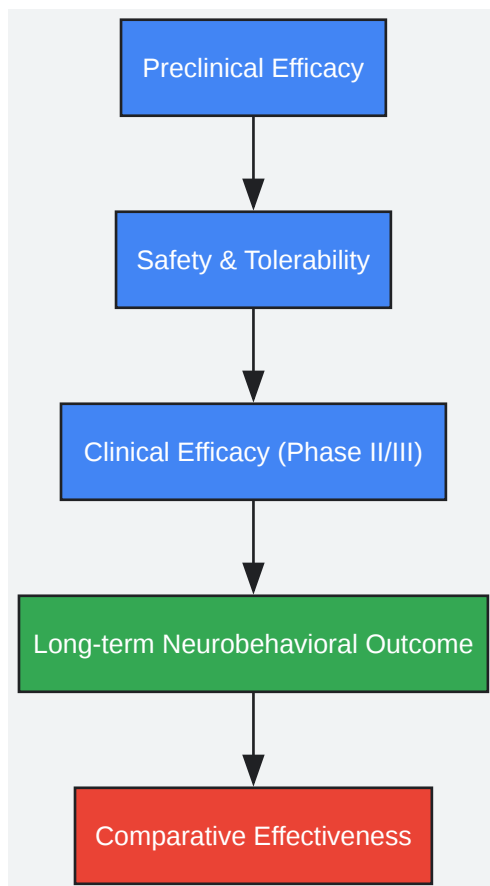 Preclinical Efficacy
Safety & Tolerability
Clinical Efficacy (Phase II/III)
Long-term Neurobehavioral Outcome
Comparative Effectiveness